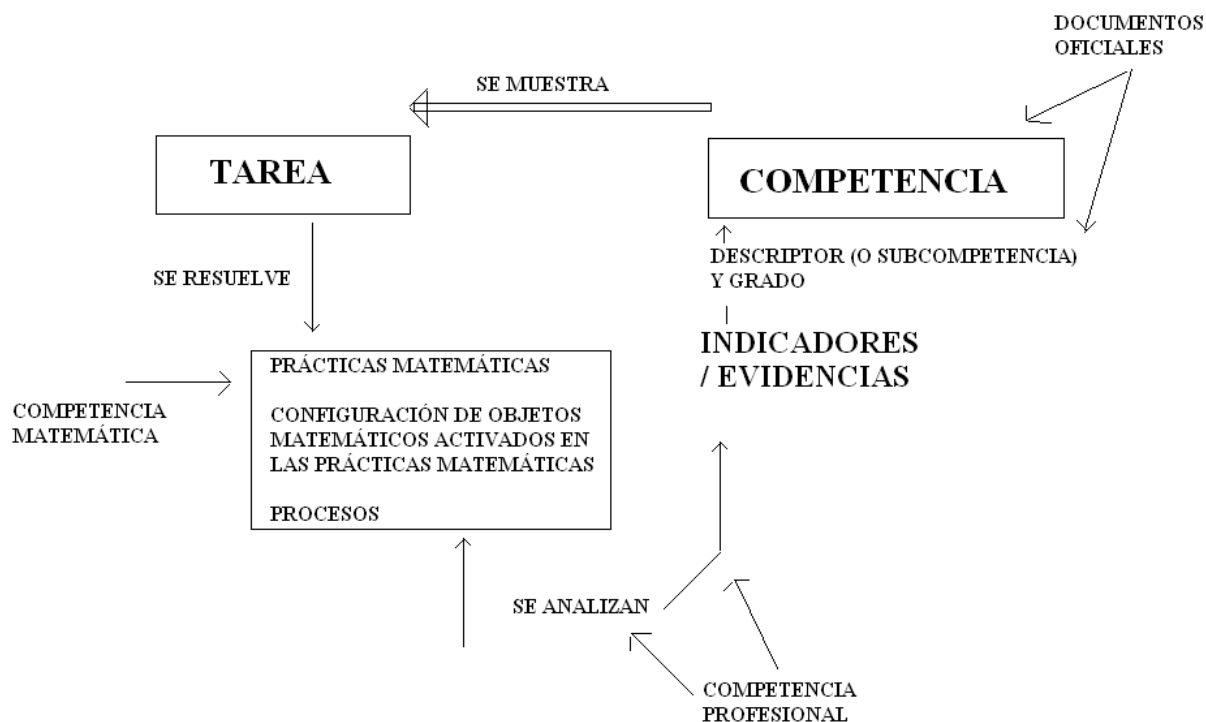 DOCUMENTOS
OFICIALES
SE MUESTRA
TAREA
COMPETENCIA
SE RESUELVE
DESCRIPTOR (O SUBCOMPETENCIA)
Y GRADO
INDICADORES
/ EVIDENCIAS
PRÁCTICAS MATEMÁTICAS
CONFIGURACIÓN DE OBJETOS
MATEMÁTICOS ACTIVADOS EN
LAS PRÁCTICAS MATEMÁTICAS
PROCESOS
COMPETENCIA
MATEMÁTICA
SE ANALIZAN
COMPETENCIA
PROFESIONAL